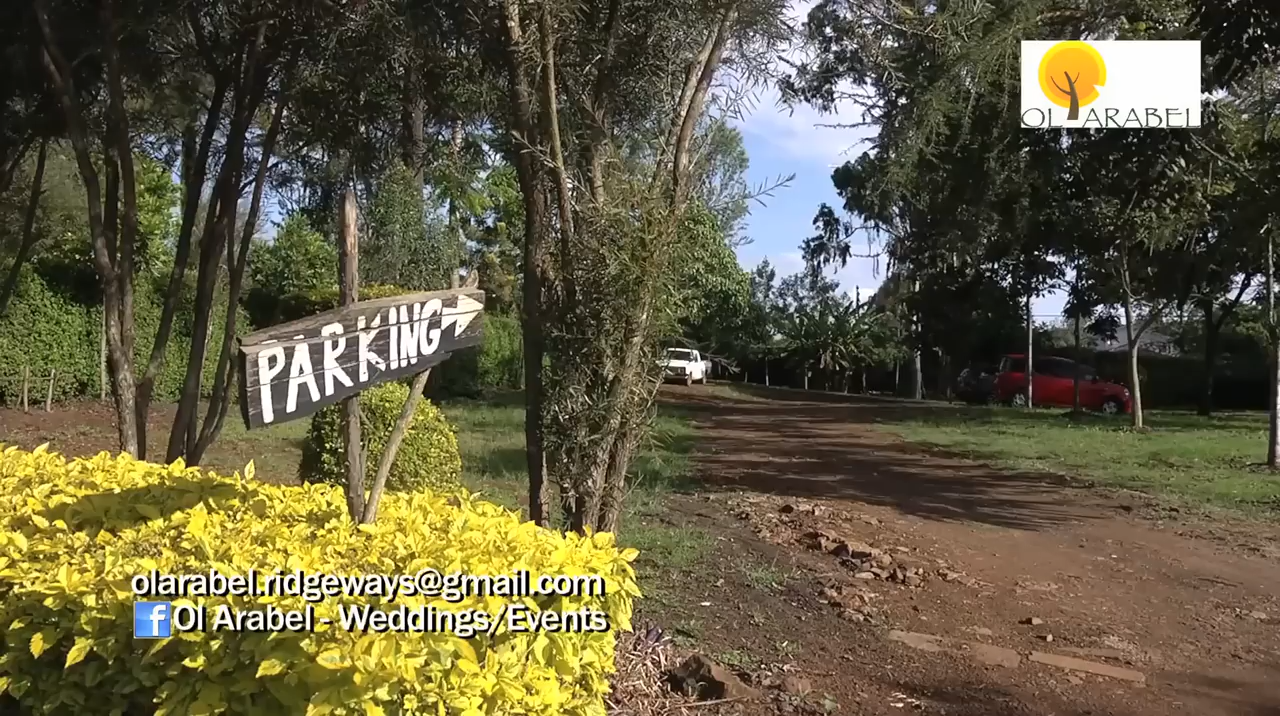 OL ARABEL
PARKING
olarabel.ridgeways@gmail.com
f Ol Arabel - Weddings/Events